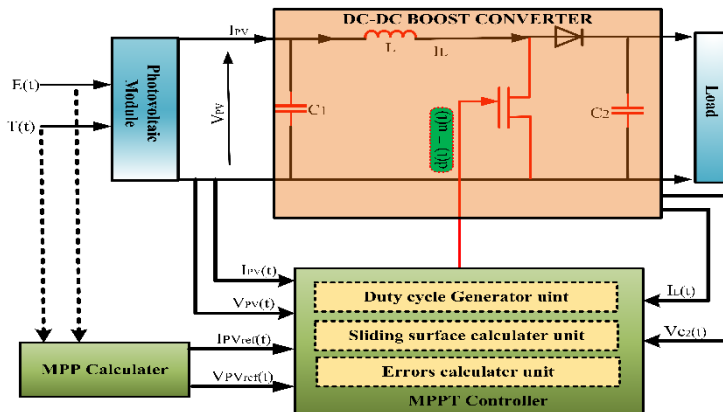 DC-DC BOOST CONVERTER
IPV
L
IL
E(t)
T(t)
Photovoltaic
Module
VPV
C1
d(t) = u(t)
C2
Load
IPV(t)
VPV(t)
IPVref(t)
VPVref(t)
MPP Calculater
Duty cycle Generator uint
Sliding surface calculater unit
Errors calculater unit
MPPT Controller
IL(t)
VC2(t)